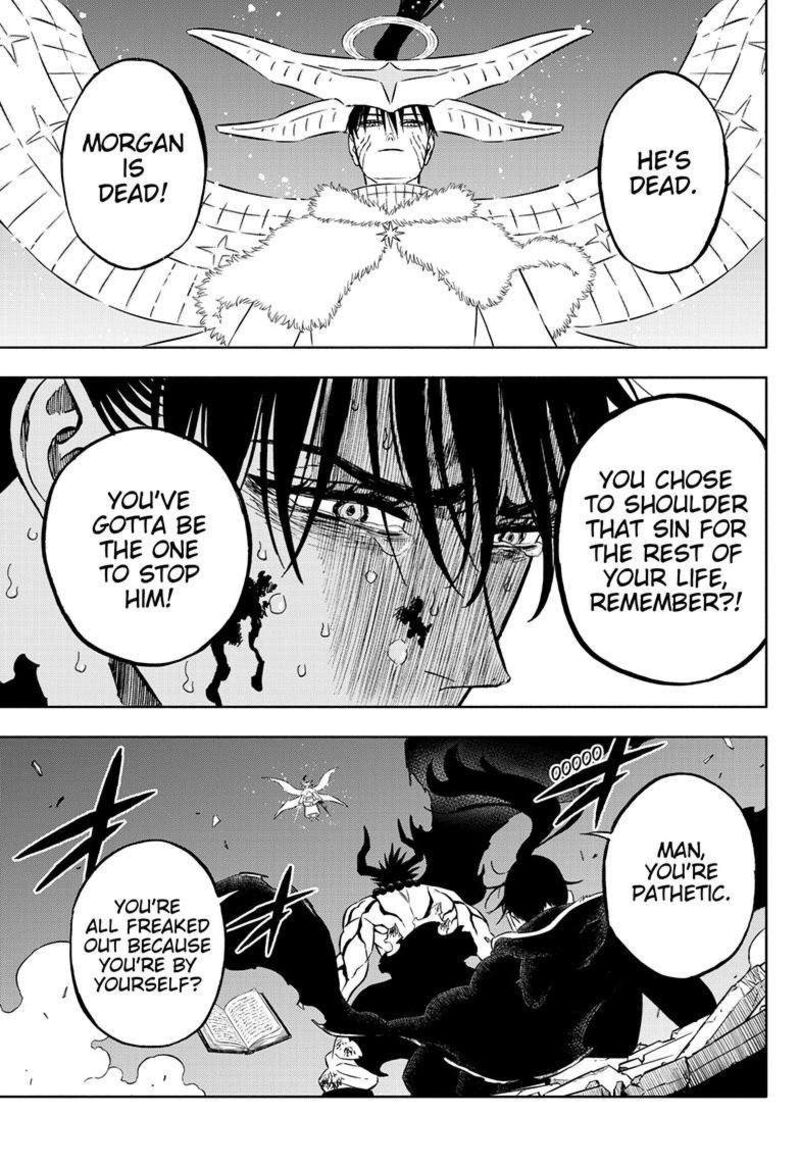 HE'S
DEAD.
MORGAN
IS
DEAD!
YOU CHOSE
TO SHOULDER
THAT SIN FOR
THE REST OF
YOUR LIFE,
REMEMBER?!
YOU'VE
GOTTA BE
THE ONE
TO STOP
HIM!
OOOOO
MAN,
YOU'RE
PATHETIC.
YOU'RE
ALL FREAKED
OUT BECAUSE
YOU'RE BY
YOURSELF?